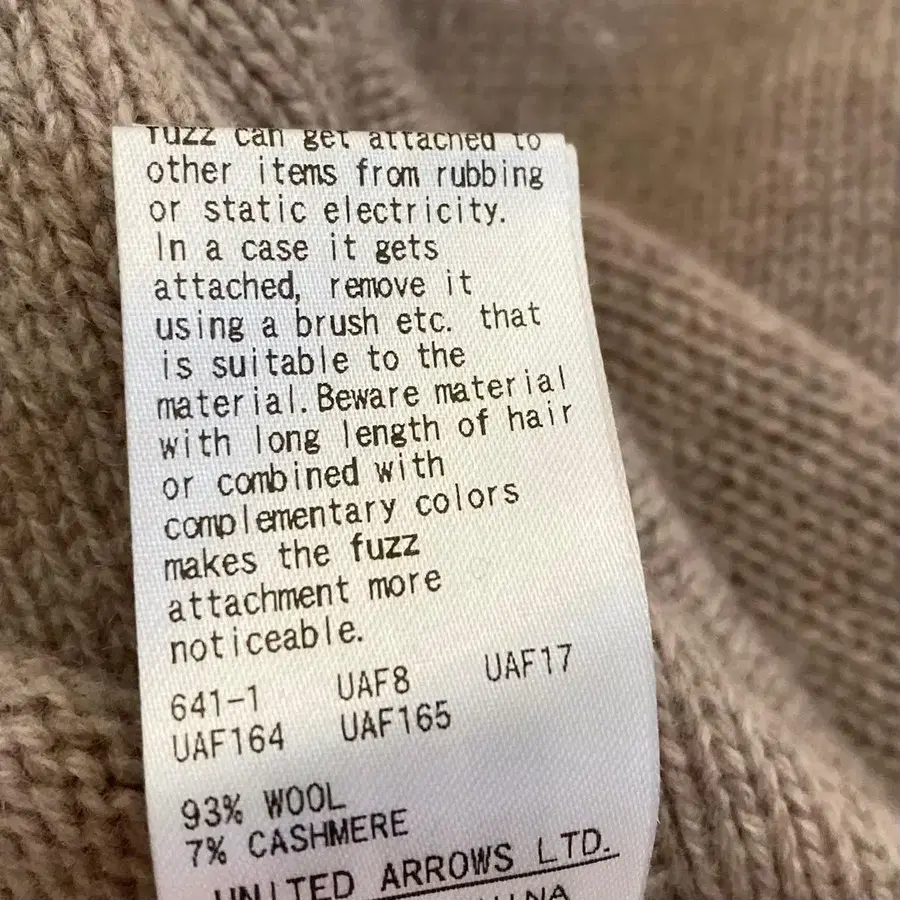 fuzz can get attached to
other items from rubbing
or static electricity.
In a case it gets
attached, remove it
using a brush etc. that
is suitable to the
material. Beware material
with long length of hair
or combined with
complementary colors
makes the fuzz
attachment more
noticeable.
641-1 UAF8 UAF17
UAF164 UAF165
93% WOOL
7% CASHMERE
UNITED ARROWS LTD.